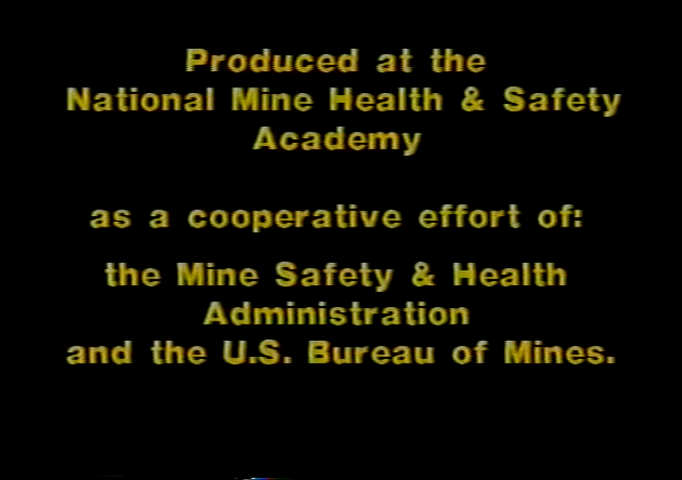 Produced at the
National Mine Health & Safety
Academy
as a cooperative effort of:
the Mine Safety & Health
Administration
and the U.S. Bureau of Mines.